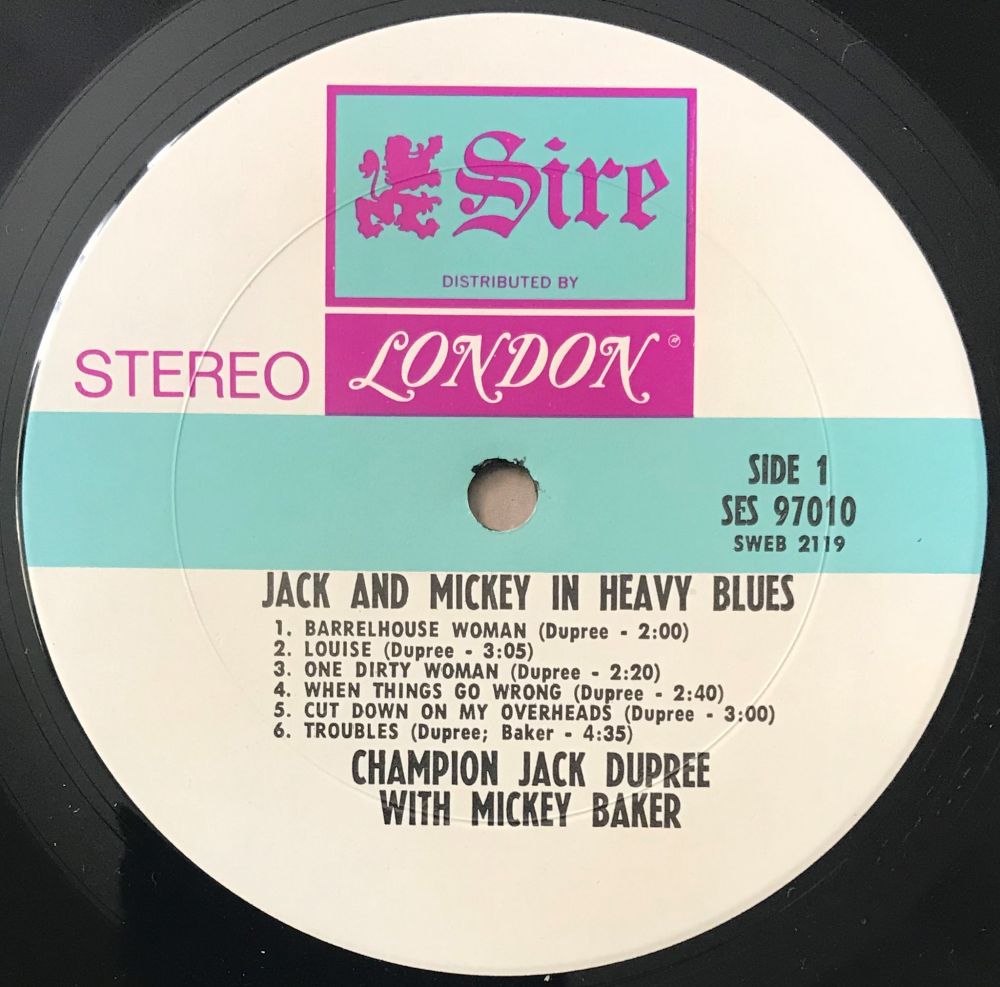 Sire
DISTRIBUTED BY
STEREO
LONDON ®
SIDE 1
SES 97010
SWEB 2119
JACK AND MICKEY IN HEAVY BLUES
1. BARRELHOUSE WOMAN (Dupree - 2:00)
2. LOUISE (Dupree - 3:05)
3. ONE DIRTY WOMAN (Dupree - 2:20)
4. WHEN THINGS GO WRONG (Dupree - 2:40)
5. CUT DOWN ON MY OVERHEADS (Dupree - 3:00)
6. TROUBLES (Dupree; Baker - 4:35)
CHAMPION JACK DUPREE
WITH MICKEY BAKER